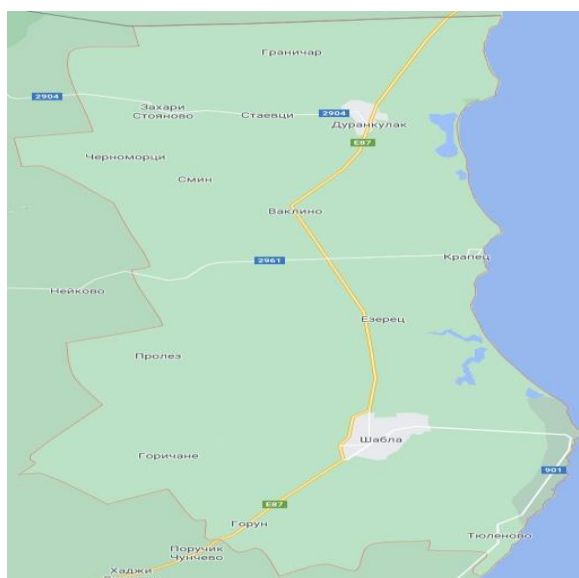 Граничар
2904
Захари
Стояново
Стаевци
2904
Дуранкулак
E87
Черноморци
Смин
Ваклино
2961
Крапец
Нейково
Езерец
Пролез
Шабла
Горичане
901
E87
Горун
Тюленово
Поручик
Чунчево
Хаджи